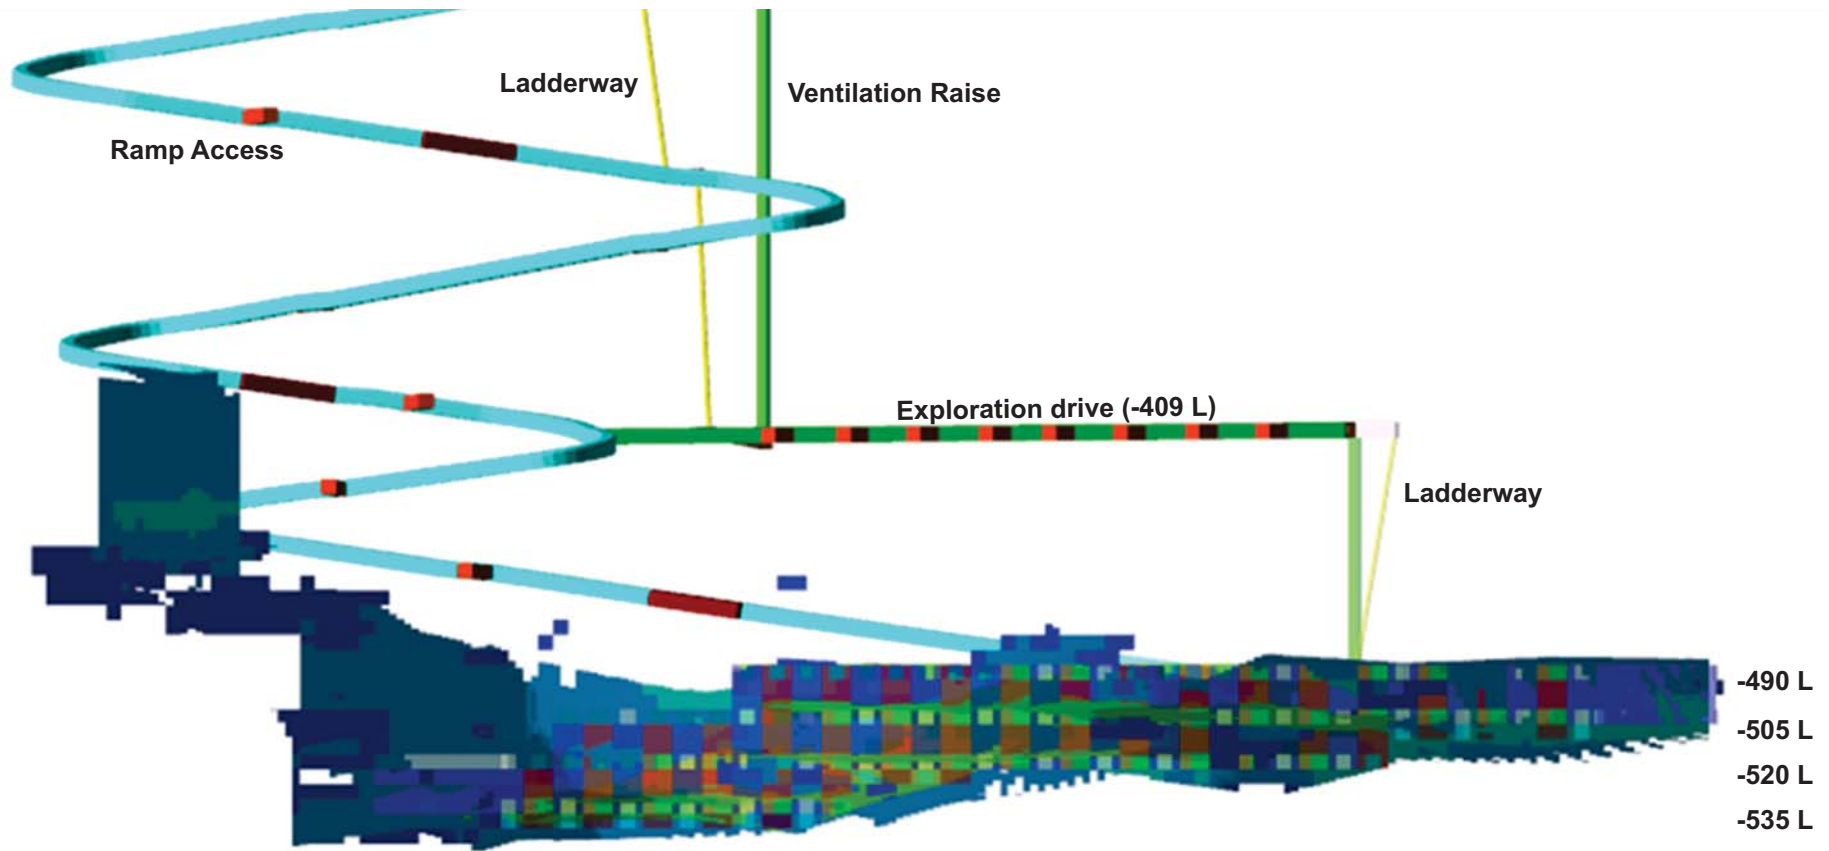 Ladderway
Ventilation Raise
Ramp Access
Exploration drive (-409 L)
Ladderway
-490 L
-505 L
-520 L
-535 L